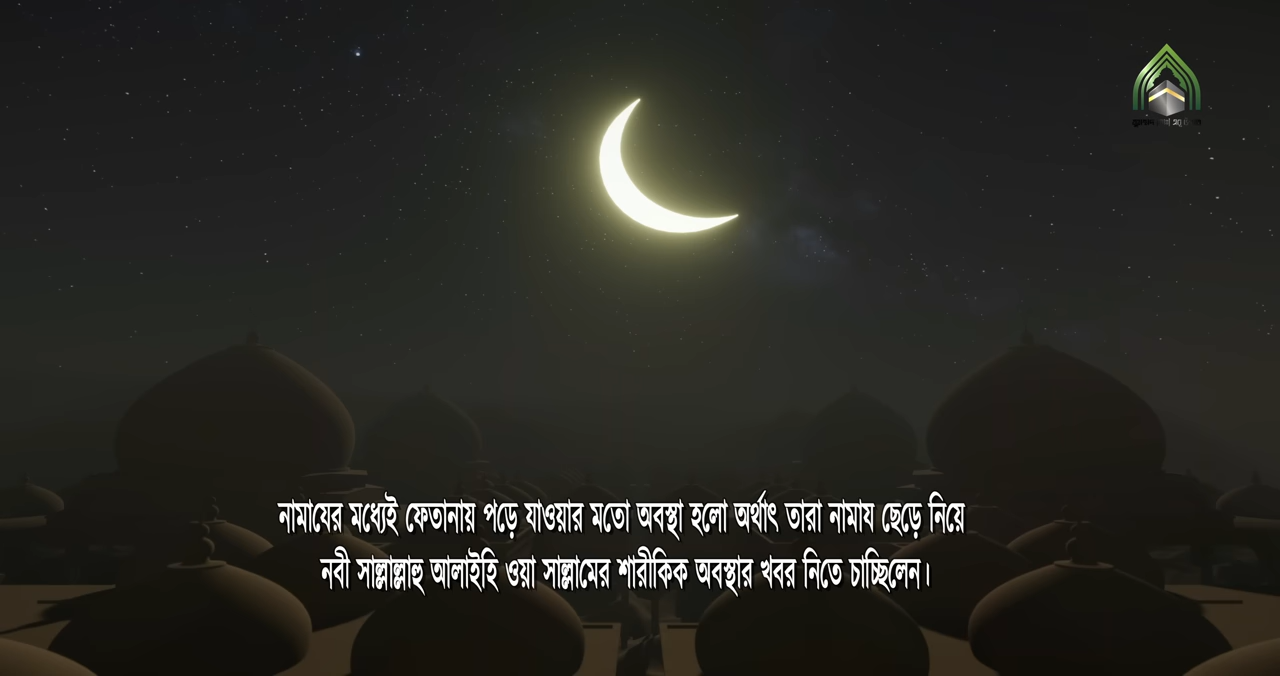 নামাযের মধ্যেই ফেতানায় পড়ে যাওয়ার মতো অবস্থা হলো অর্থাৎ তারা নামায ছেড়ে নিয়ে
নবী সাল্লাল্লাহু আলাইহি ওয়া সাল্লামের শারীকিক অবস্থার খবর নিতে চাচ্ছিলেন।